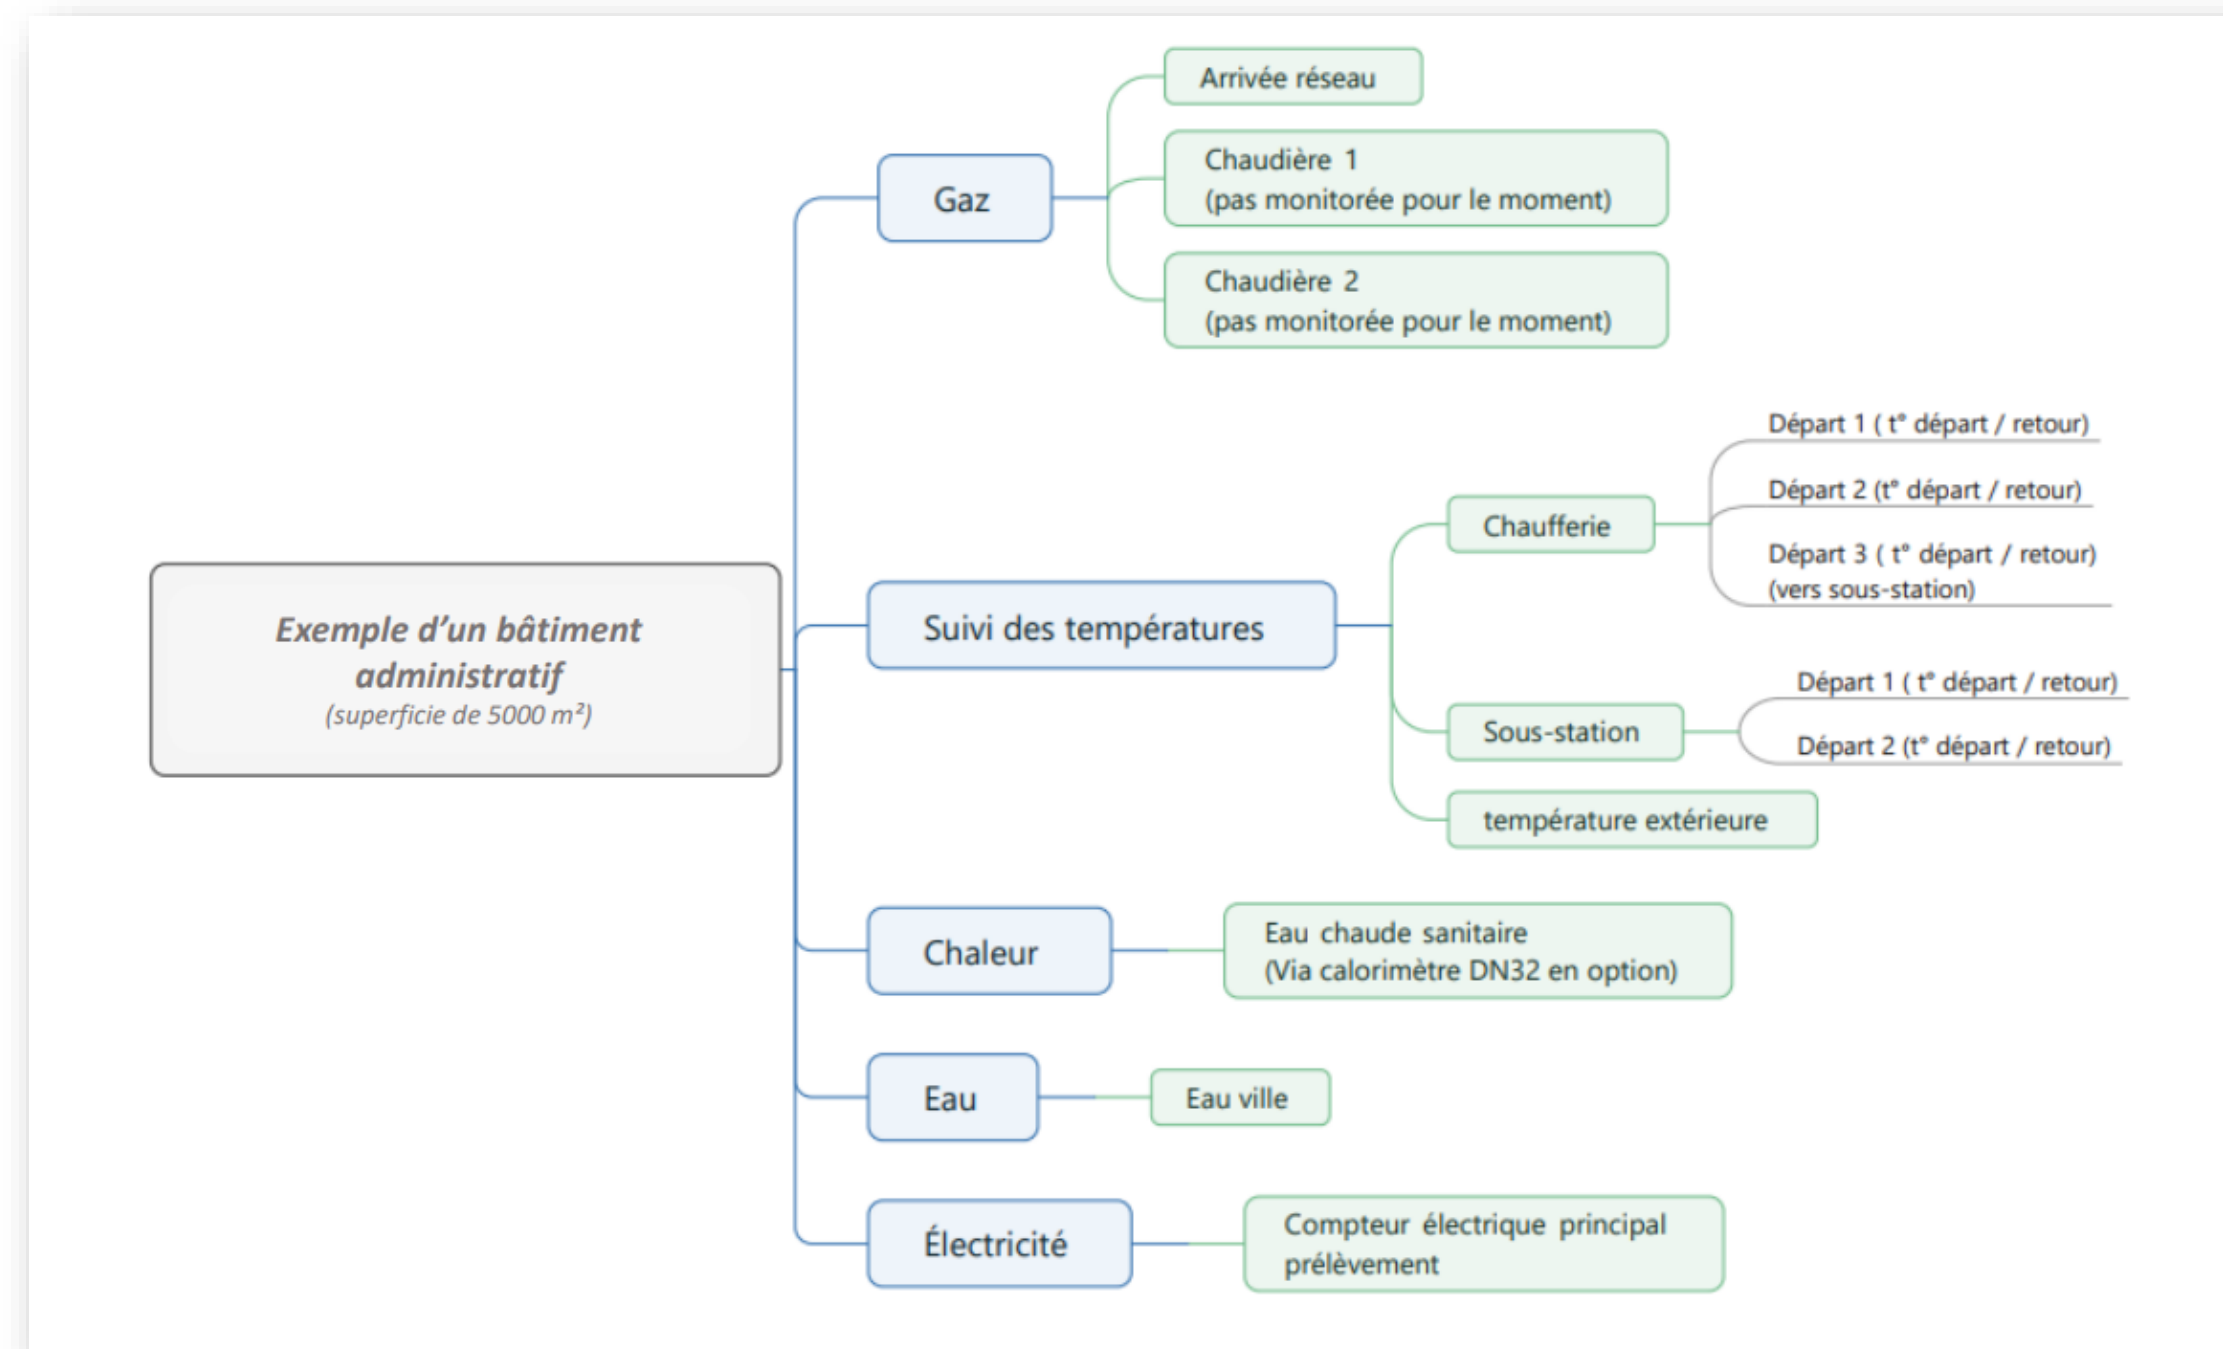 Arrivée réseau
Chaudière 1
(pas monitorée pour le moment)
Gaz
Chaudière 2
(pas monitorée pour le moment)
Départ 1 ( t° départ / retour)
Départ 2 (t° départ / retour)
Chaufferie
Départ 3 ( t° départ / retour)
(vers sous-station)
Exemple d’un bâtiment
administratif
(superficie de 5000 m²)
Suivi des températures
Départ 1 ( t° départ / retour)
Sous-station
Départ 2 (t° départ / retour)
température extérieure
Chaleur
Eau chaude sanitaire
(Via calorimètre DN32 en option)
Eau
Eau ville
Électricité
Compteur électrique principal
prélèvement